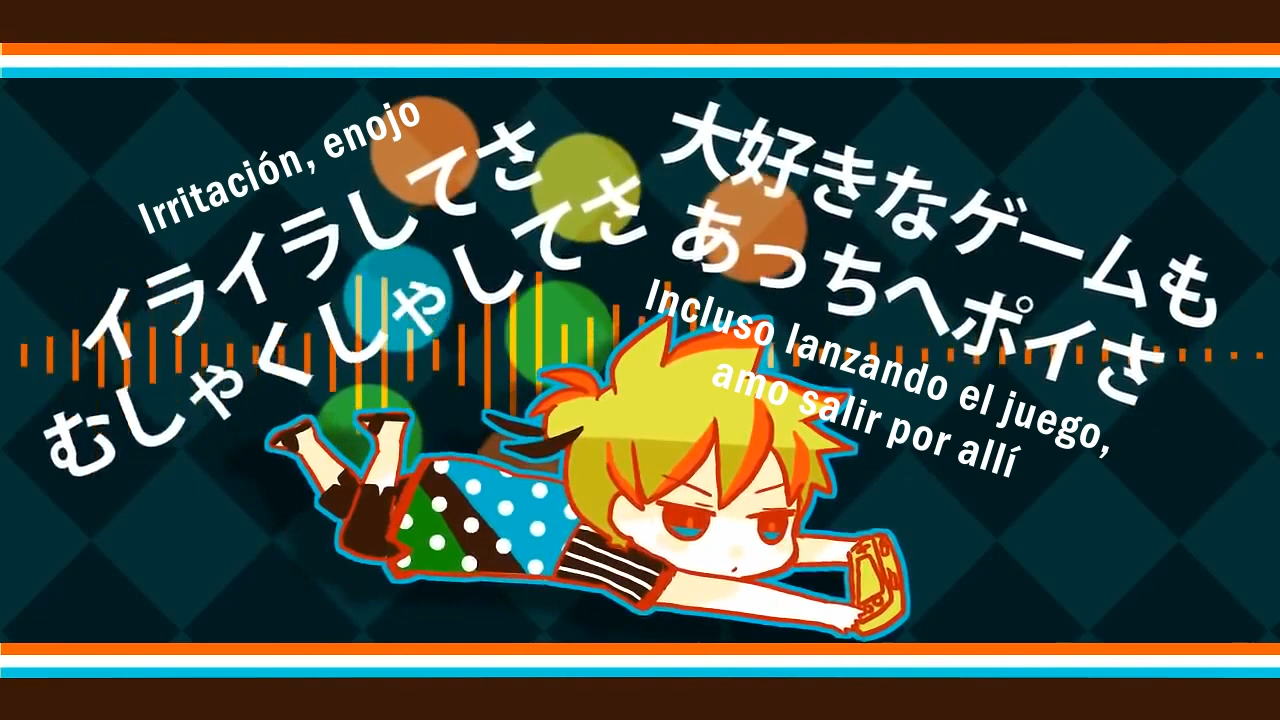 Irritación, enojo
イライラしてさ
むしゃくしゃしてさ
大好きなゲームも
あっちへポイさ
Incluso lanzando el juego,
amo salir por allí